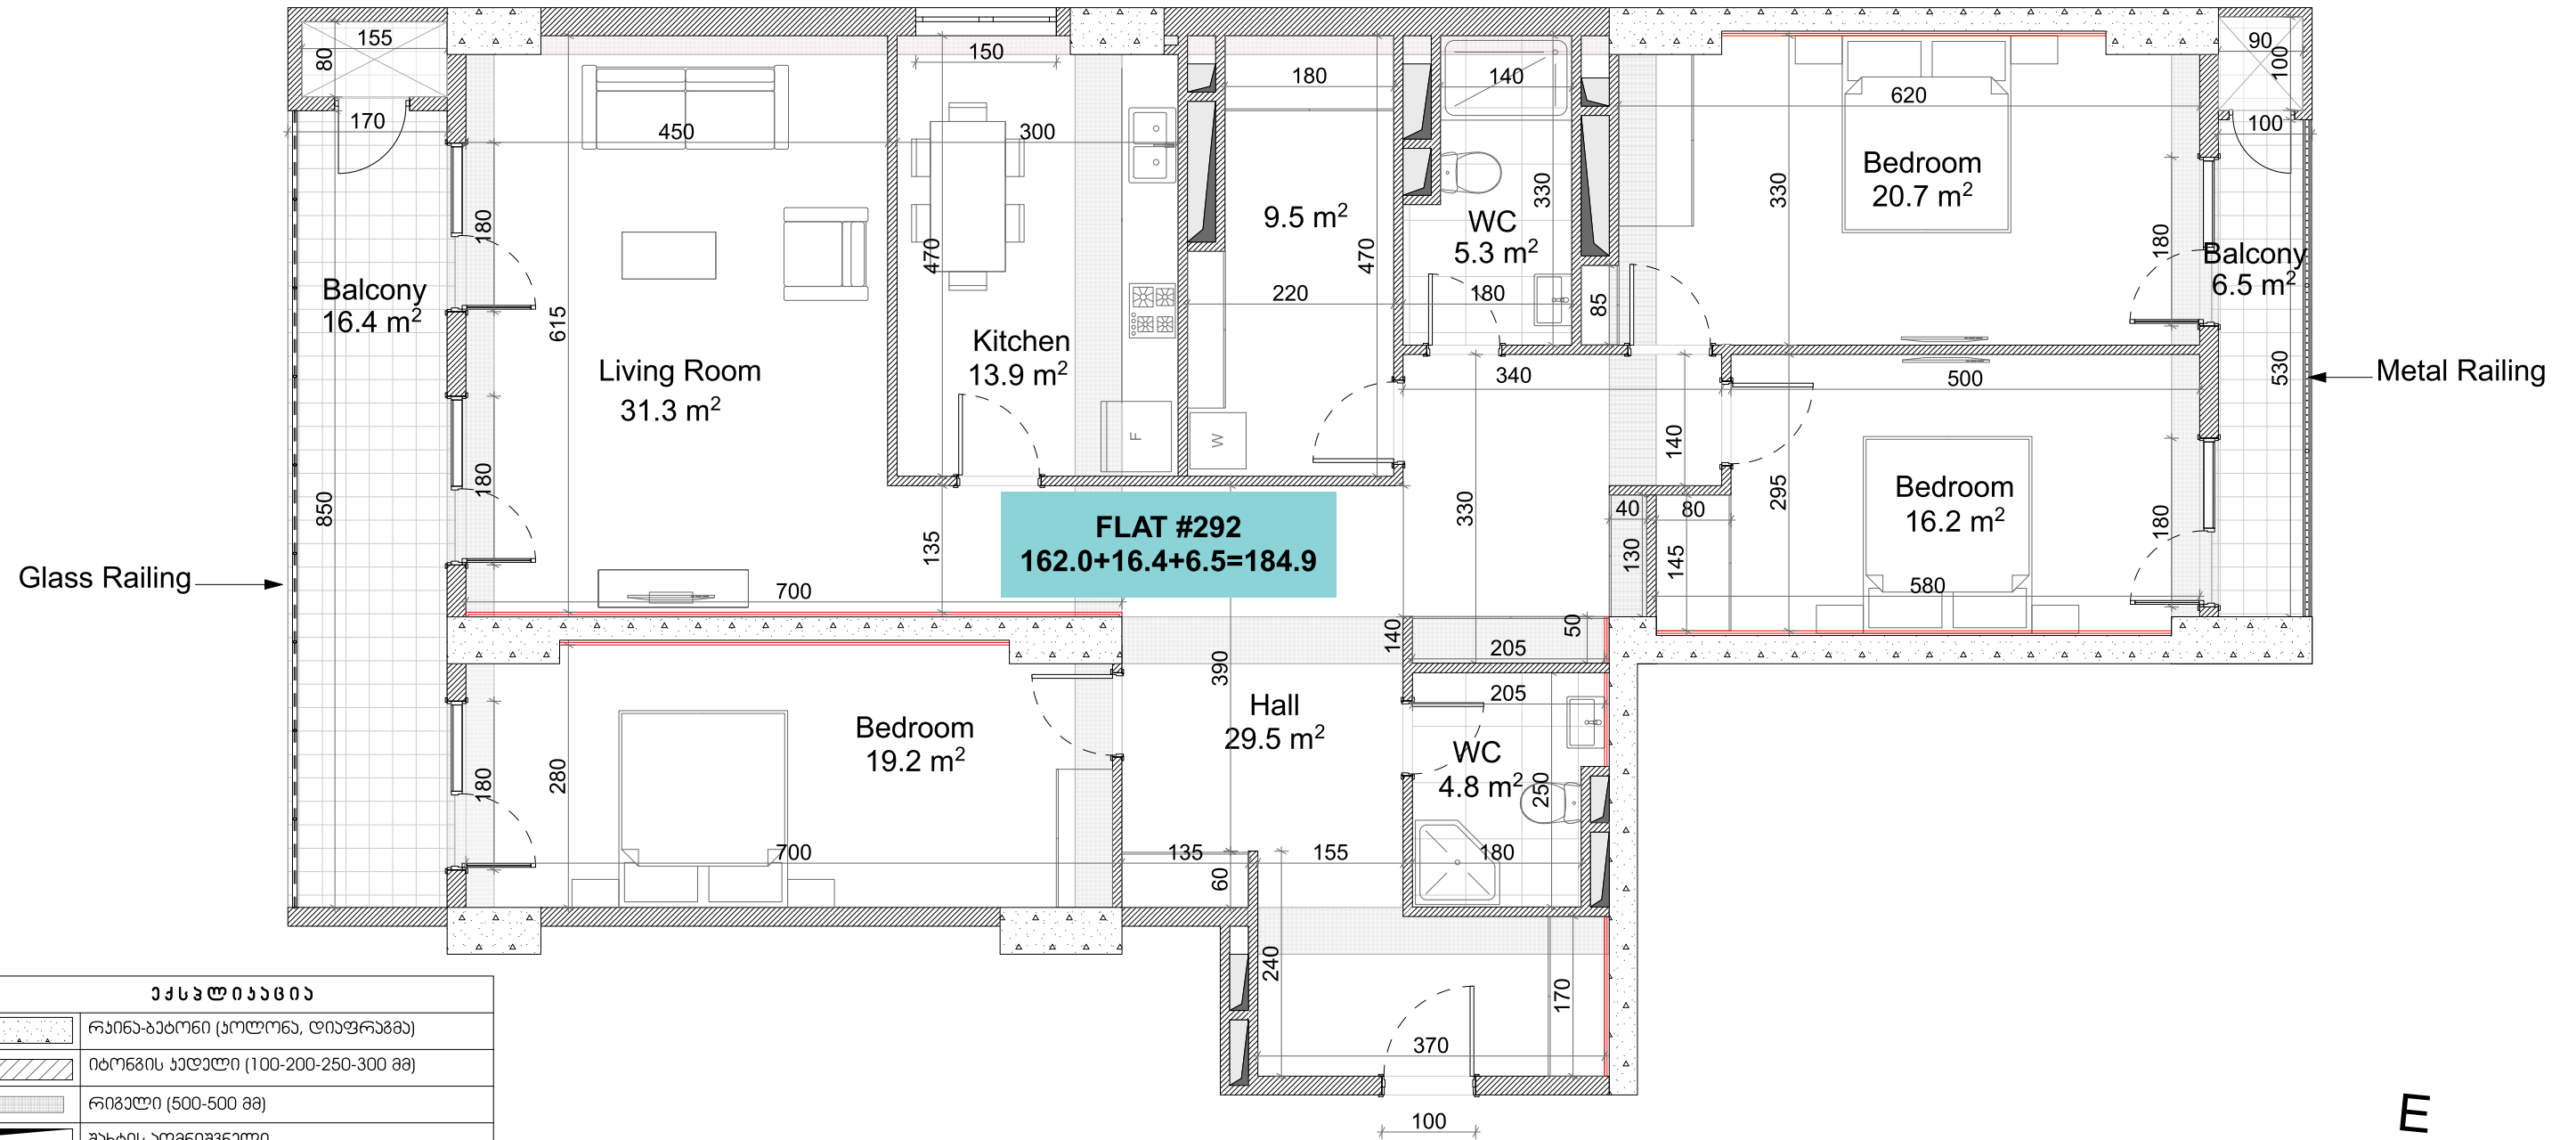 155
80
150
180
140
90
100
620
170
450
300
100
Bedroom
20.7 m²
180
470
9.5 m²
470
330
WC
5.3 m²
330
180
Balcony
6.5 m²
Balcony
16.4 m²
220
180
85
615
Kitchen
13.9 m²
Living Room
31.3 m²
340
500
530
Metal Railing
F
W
140
180
850
330
295
Bedroom
16.2 m²
180
40
80
FLAT #292
162.0+16.4+6.5=184.9
135
130
145
Glass Railing
700
580
140
50
205
390
205
Hall
29.5 m²
Bedroom
19.2 m²
WC
4.8 m²
250
280
180
700
135
60
155
180
240
170
370
100
ექსპლიკაცია
რკინა-ბეტონი (კოლონა, დიაფრაგმა)
იტონგის კედელი (100-200-250-300 მმ)
რიგელი (500-500 მმ)
E